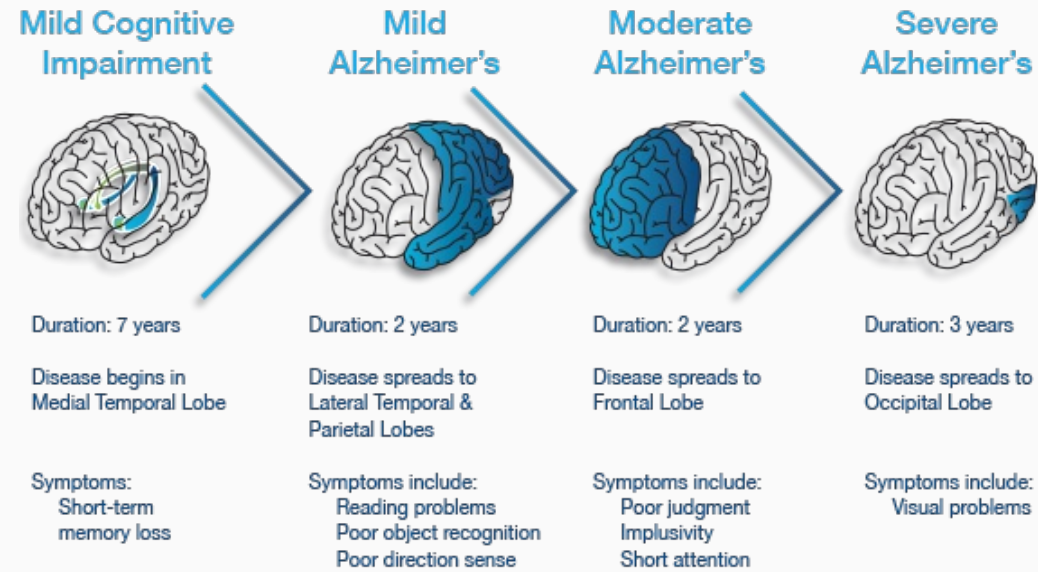 Mild Cognitive
Impairment
Duration: 7 years
Disease begins in
Medial Temporal Lobe
Symptoms:
Short-term
memory loss
Mild
Alzheimer's
Duration: 2 years
Disease spreads to
Lateral Temporal &
Parietal Lobes
Symptoms include:
Reading problems
Poor object recognition
Poor direction sense
Moderate
Alzheimer's
Duration: 2 years
Disease spreads to
Frontal Lobe
Symptoms include:
Poor judgment
Implusivity
Short attention
Severe
Alzheimer's
Duration: 3 years
Disease spreads to
Occipital Lobe
Symptoms include:
Visual problems